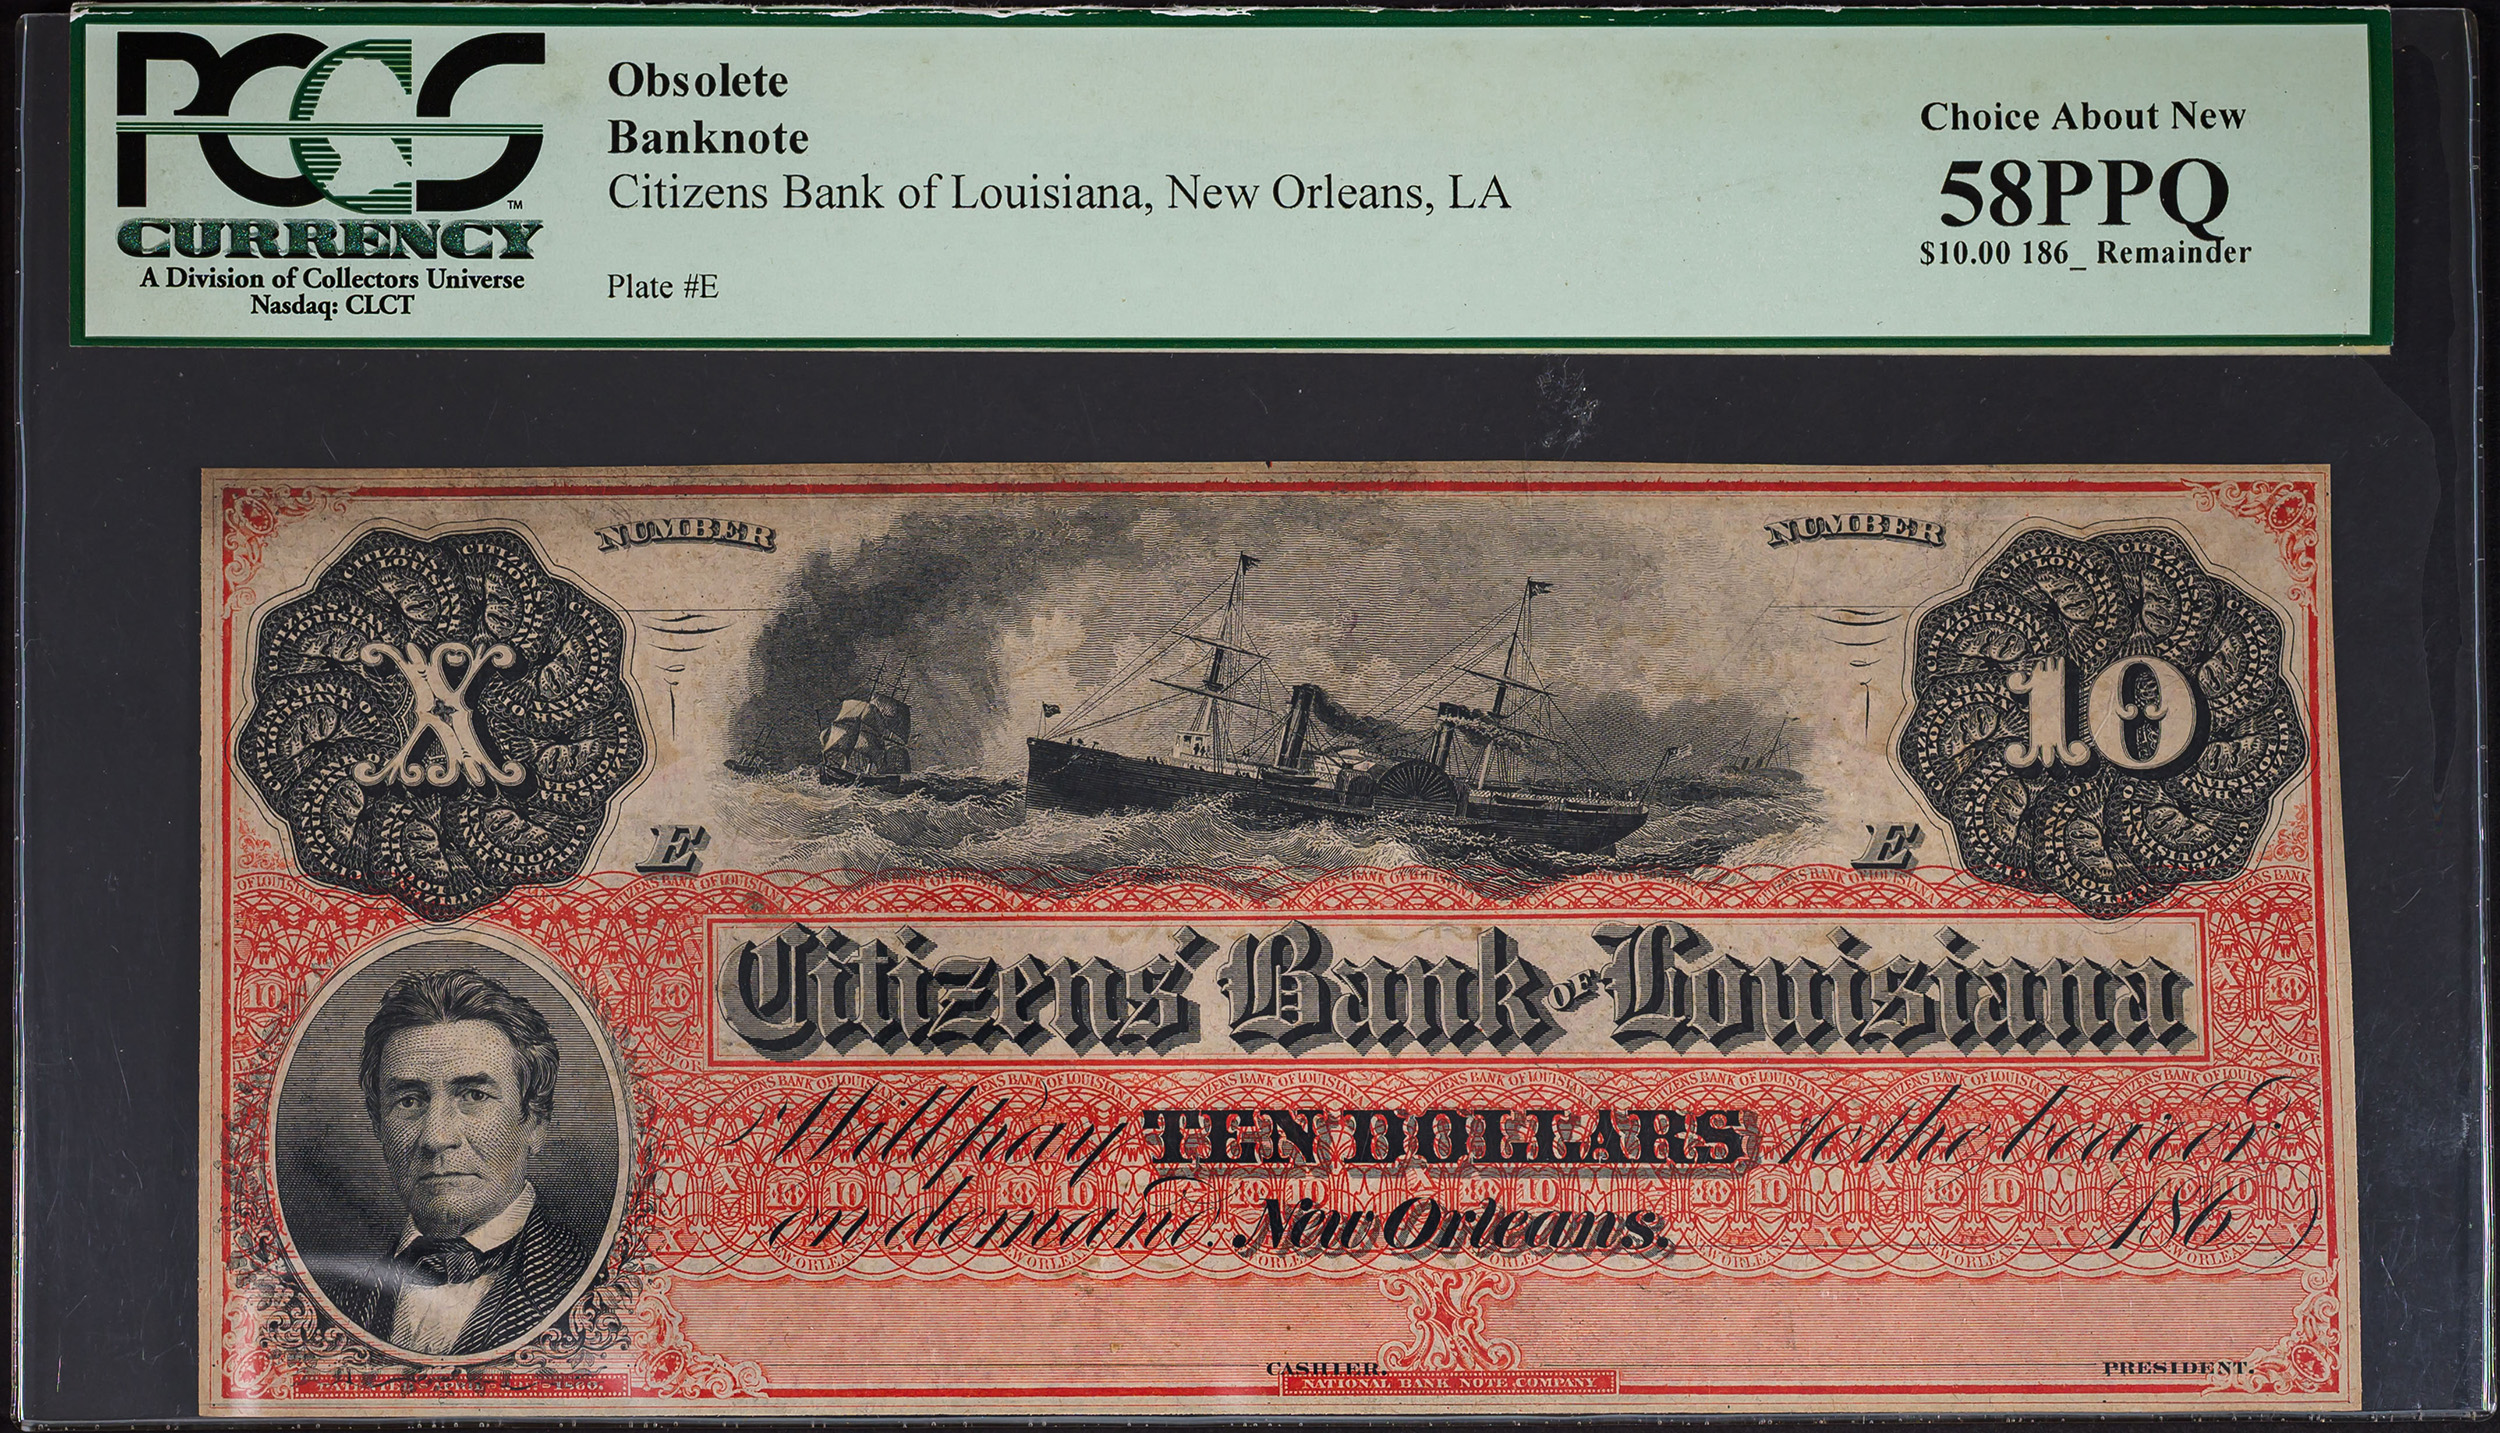 PCGS™
CURRENCY
A Division of Collectors Universe
Nasdaq: CLCT
Obsolete
Banknote
Citizens Bank of Louisiana, New Orleans, LA
Plate #E
Choice About New
58PPQ
$10.00 186_ Remainder
NUMBER
NUMBER
X
10
E
E
Citizens' Bank OF Louisiana
Will pay TEN DOLLARS to the bearer
on demand. New Orleans. 186
CASHIER.
PRESIDENT.
NATIONAL BANK NOTE COMPANY